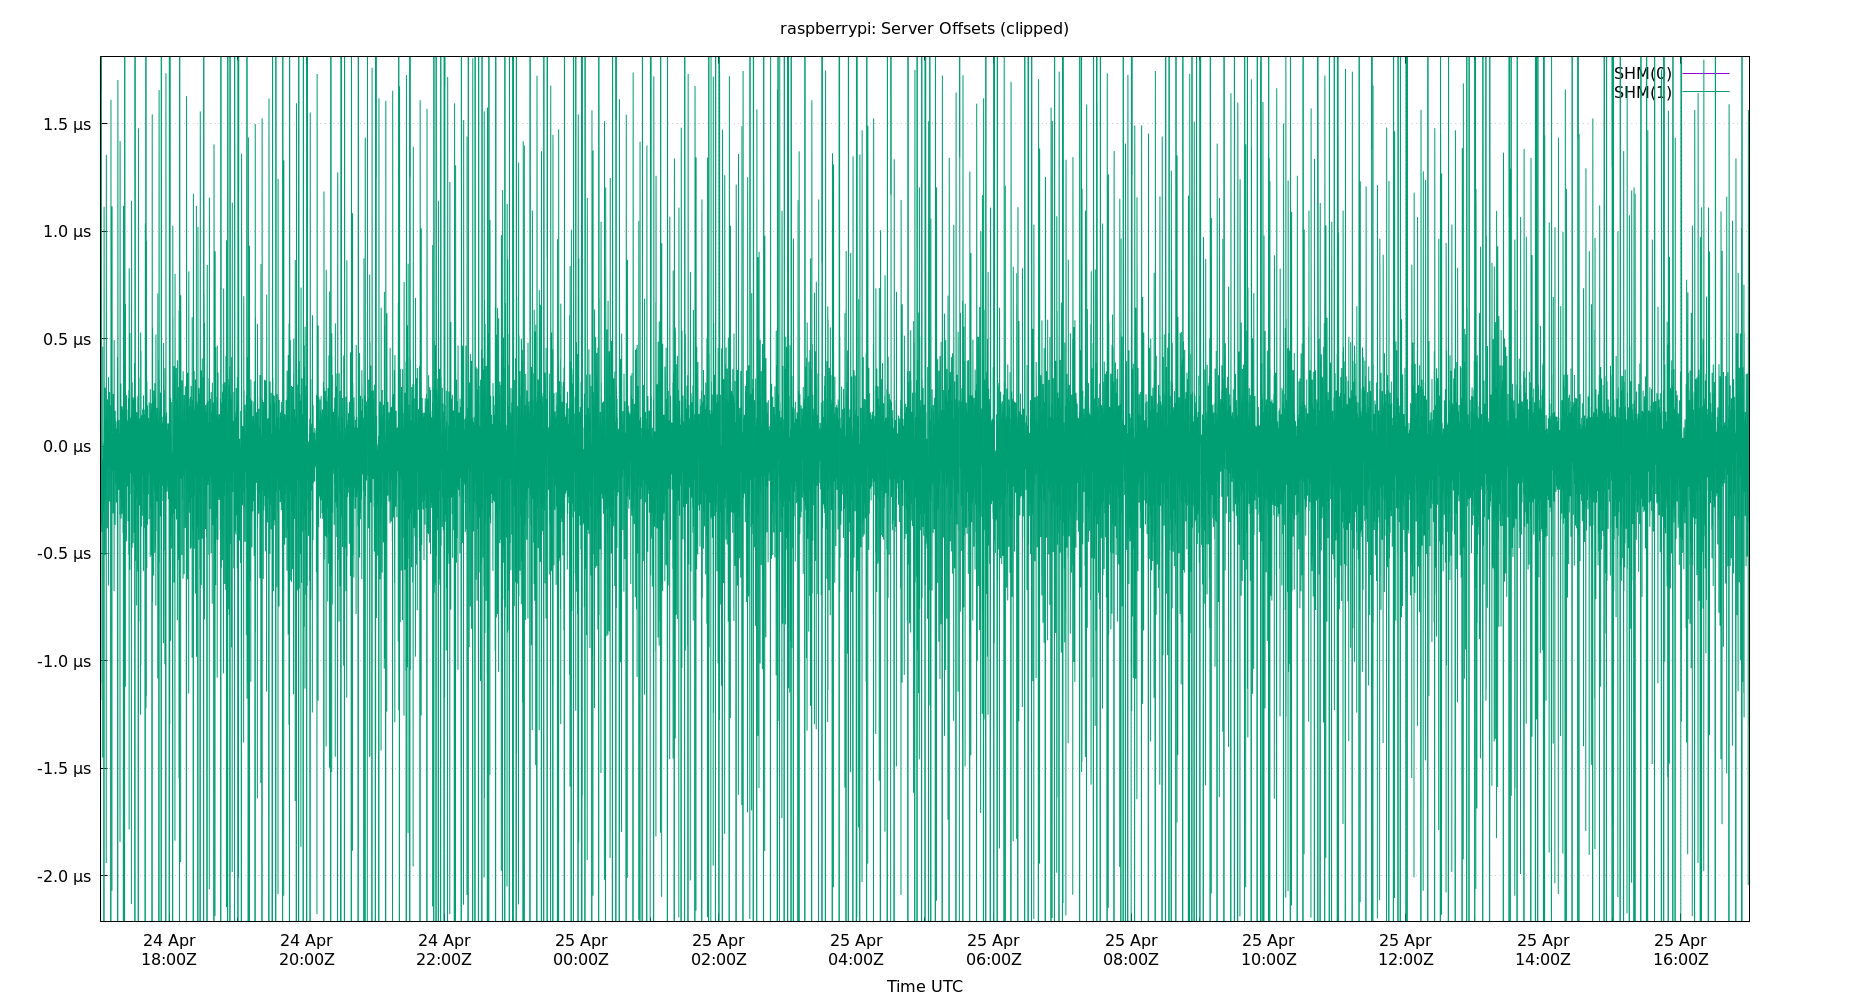 raspberrypi: Server Offsets (clipped)
SHM(0)
SHM(1)
1.5 µs
1.0 µs
0.5 µs
0.0 µs
-0.5 µs
-1.0 µs
-1.5 µs
-2.0 µs
24 Apr 24 Apr 24 Apr 25 Apr 25 Apr 25 Apr 25 Apr 25 Apr 25 Apr 25 Apr 25 Apr 25 Apr
18:00Z 20:00Z 22:00Z 00:00Z 02:00Z 04:00Z 06:00Z 08:00Z 10:00Z 12:00Z 14:00Z 16:00Z
Time UTC